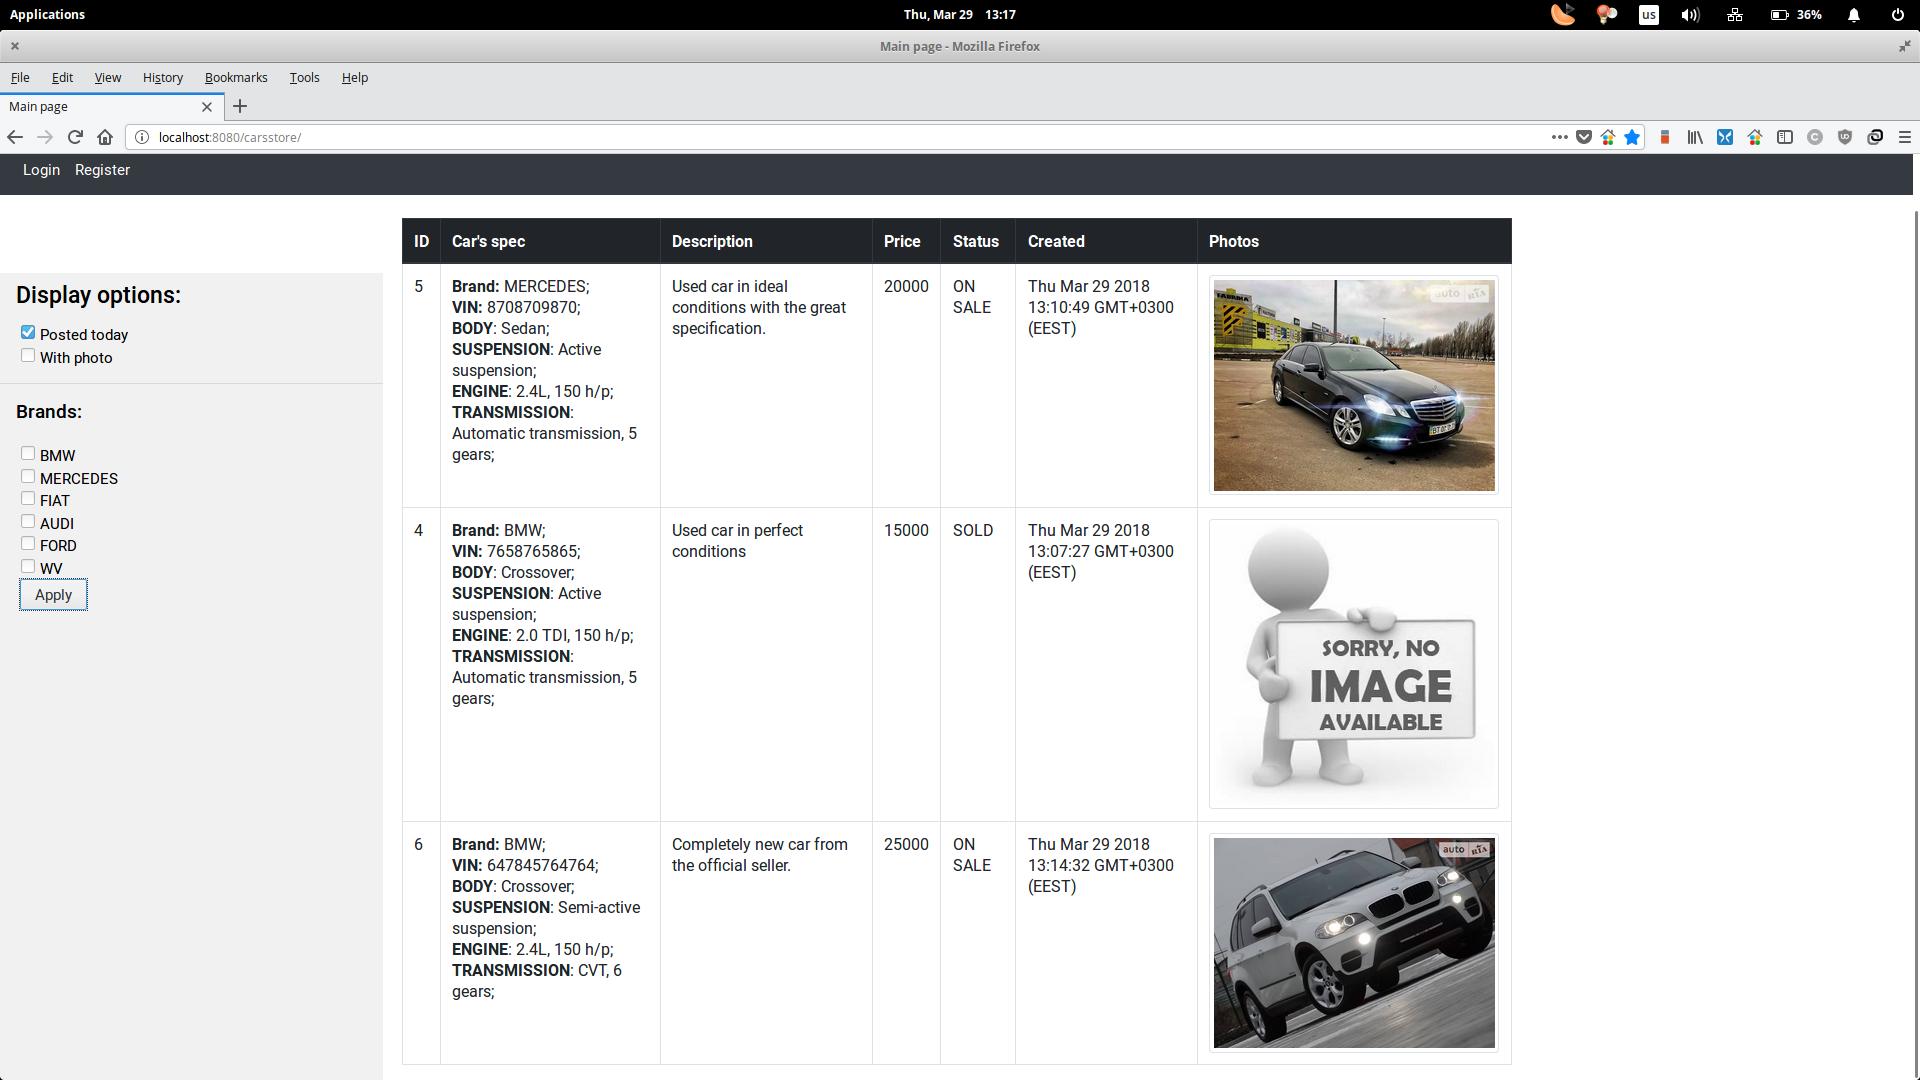 Applications
Thu, Mar 29 13:17
us
36%
Main page - Mozilla Firefox
File Edit View History Bookmarks Tools Help
Main page
localhost:8080/carsstore/
Login Register
Display options:
Posted today
With photo
Brands:
BMW
MERCEDES
FIAT
AUDI
FORD
WV
Apply
ID Car's spec Description Price Status Created Photos
5
Brand: MERCEDES;
VIN: 8708709870;
BODY: Sedan;
SUSPENSION: Active
suspension;
ENGINE: 2.4L, 150 h/p;
TRANSMISSION:
Automatic transmission, 5
gears;
Used car in ideal
conditions with the great
specification.
20000
ON
SALE
Thu Mar 29 2018
13:10:49 GMT+0300
(EEST)
auto RIA
4
Brand: BMW;
VIN: 7658765865;
BODY: Crossover;
SUSPENSION: Active
suspension;
ENGINE: 2.0 TDI, 150 h/p;
TRANSMISSION:
Automatic transmission, 5
gears;
Used car in perfect
conditions
15000
SOLD
Thu Mar 29 2018
13:07:27 GMT+0300
(EEST)
SORRY, NO
IMAGE
AVAILABLE
6
Brand: BMW;
VIN: 647845764764;
BODY: Crossover;
SUSPENSION: Semi-active
suspension;
ENGINE: 2.4L, 150 h/p;
TRANSMISSION: CVT, 6
gears;
Completely new car from
the official seller.
25000
ON
SALE
Thu Mar 29 2018
13:14:32 GMT+0300
(EEST)
auto RIA